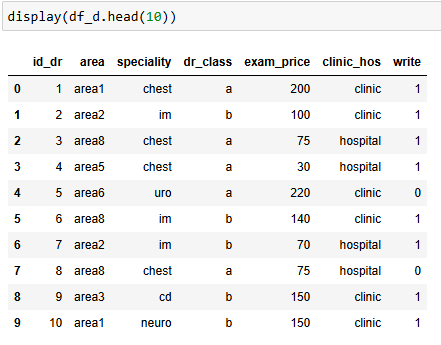 display(df_d.head(10))
id_dr area speciality dr_class exam_price clinic_hos write
0 1 area1 chest a 200 clinic 1
1 2 area2 im b 100 clinic 1
2 3 area8 chest a 75 hospital 1
3 4 area5 chest a 30 hospital 1
4 5 area6 uro a 220 clinic 0
5 6 area8 im b 140 clinic 1
6 7 area2 im b 70 hospital 1
7 8 area8 chest a 75 hospital 0
8 9 area3 cd b 150 clinic 1
9 10 area1 neuro b 150 clinic 1